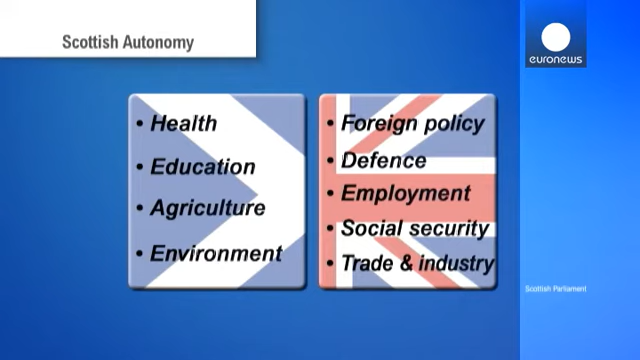 Scottish Autonomy
euronews
• Health
• Education
• Agriculture
• Environment
• Foreign policy
• Defence
• Employment
• Social security
• Trade & industry
Scottish Parliament